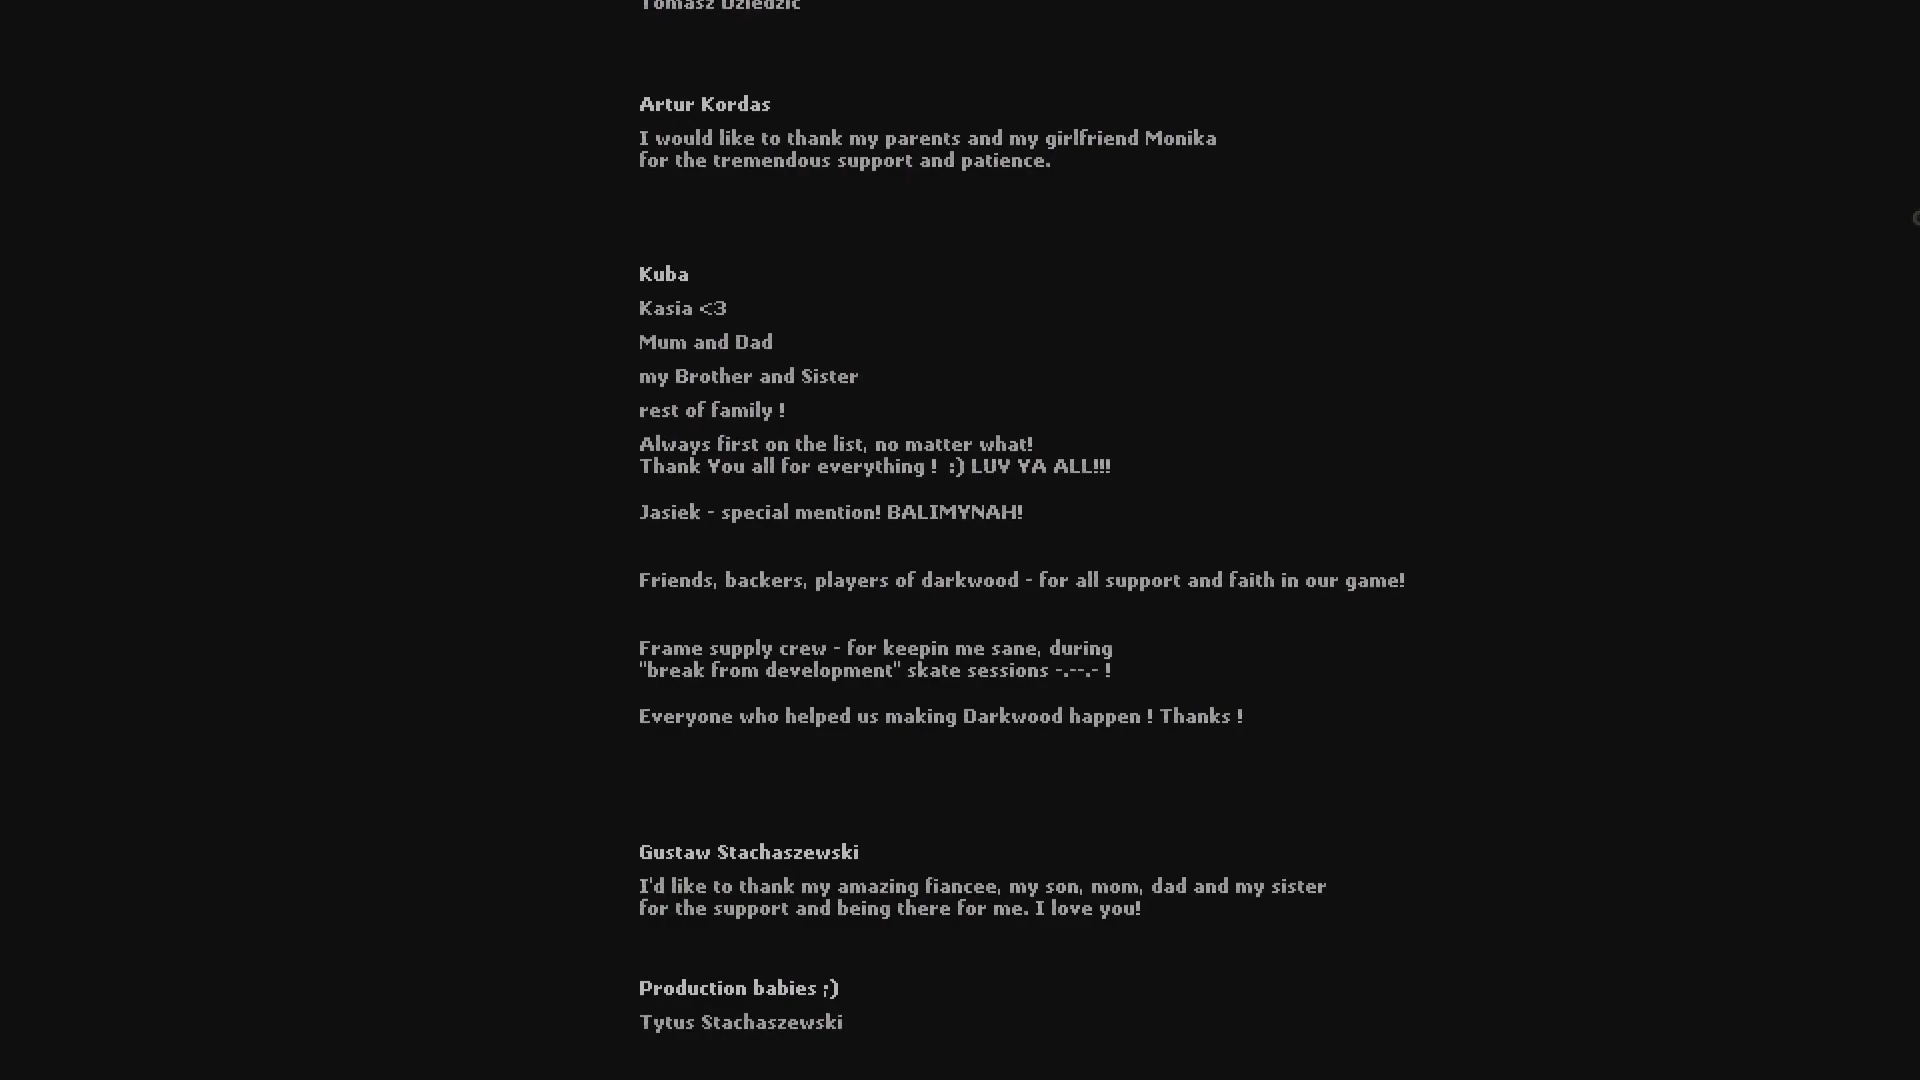 Tomasz Dziedzic
Artur Kordas
I would like to thank my parents and my girlfriend Monika
for the tremendous support and patience.
Kuba
Kasia <3
Mum and Dad
my Brother and Sister
rest of family !
Always first on the list, no matter what!
Thank You all for everything !  :) LUV YA ALL!!!
Jasiek - special mention! BALIMYNAH!
Friends, backers, players of darkwood - for all support and faith in our game!
Frame supply crew - for keepin me sane, during
"break from development" skate sessions -.--.- !
Everyone who helped us making Darkwood happen ! Thanks !
Gustaw Stachaszewski
I'd like to thank my amazing fiancee, my son, mom, dad and my sister
for the support and being there for me. I love you!
Production babies ;)
Tytus Stachaszewski